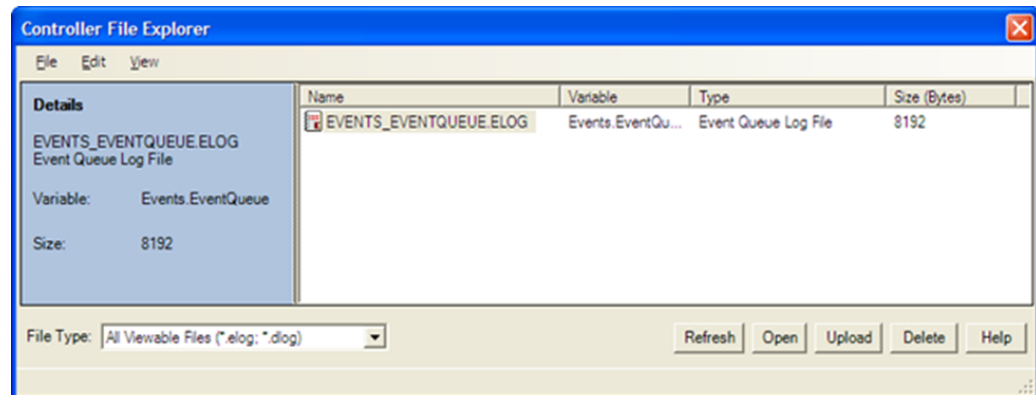 Controller File Explorer
File Edit View
Details
EVENTS_EVENTQUEUE.ELOG
Event Queue Log File
Variable: Events.EventQueue
Size: 8192
Name Variable Type Size (Bytes)
EVENTS_EVENTQUEUE.ELOG Events.EventQu... Event Queue Log File 8192
File Type: All Viewable Files (*.elog; *.dlog)
Refresh Open Upload Delete Help